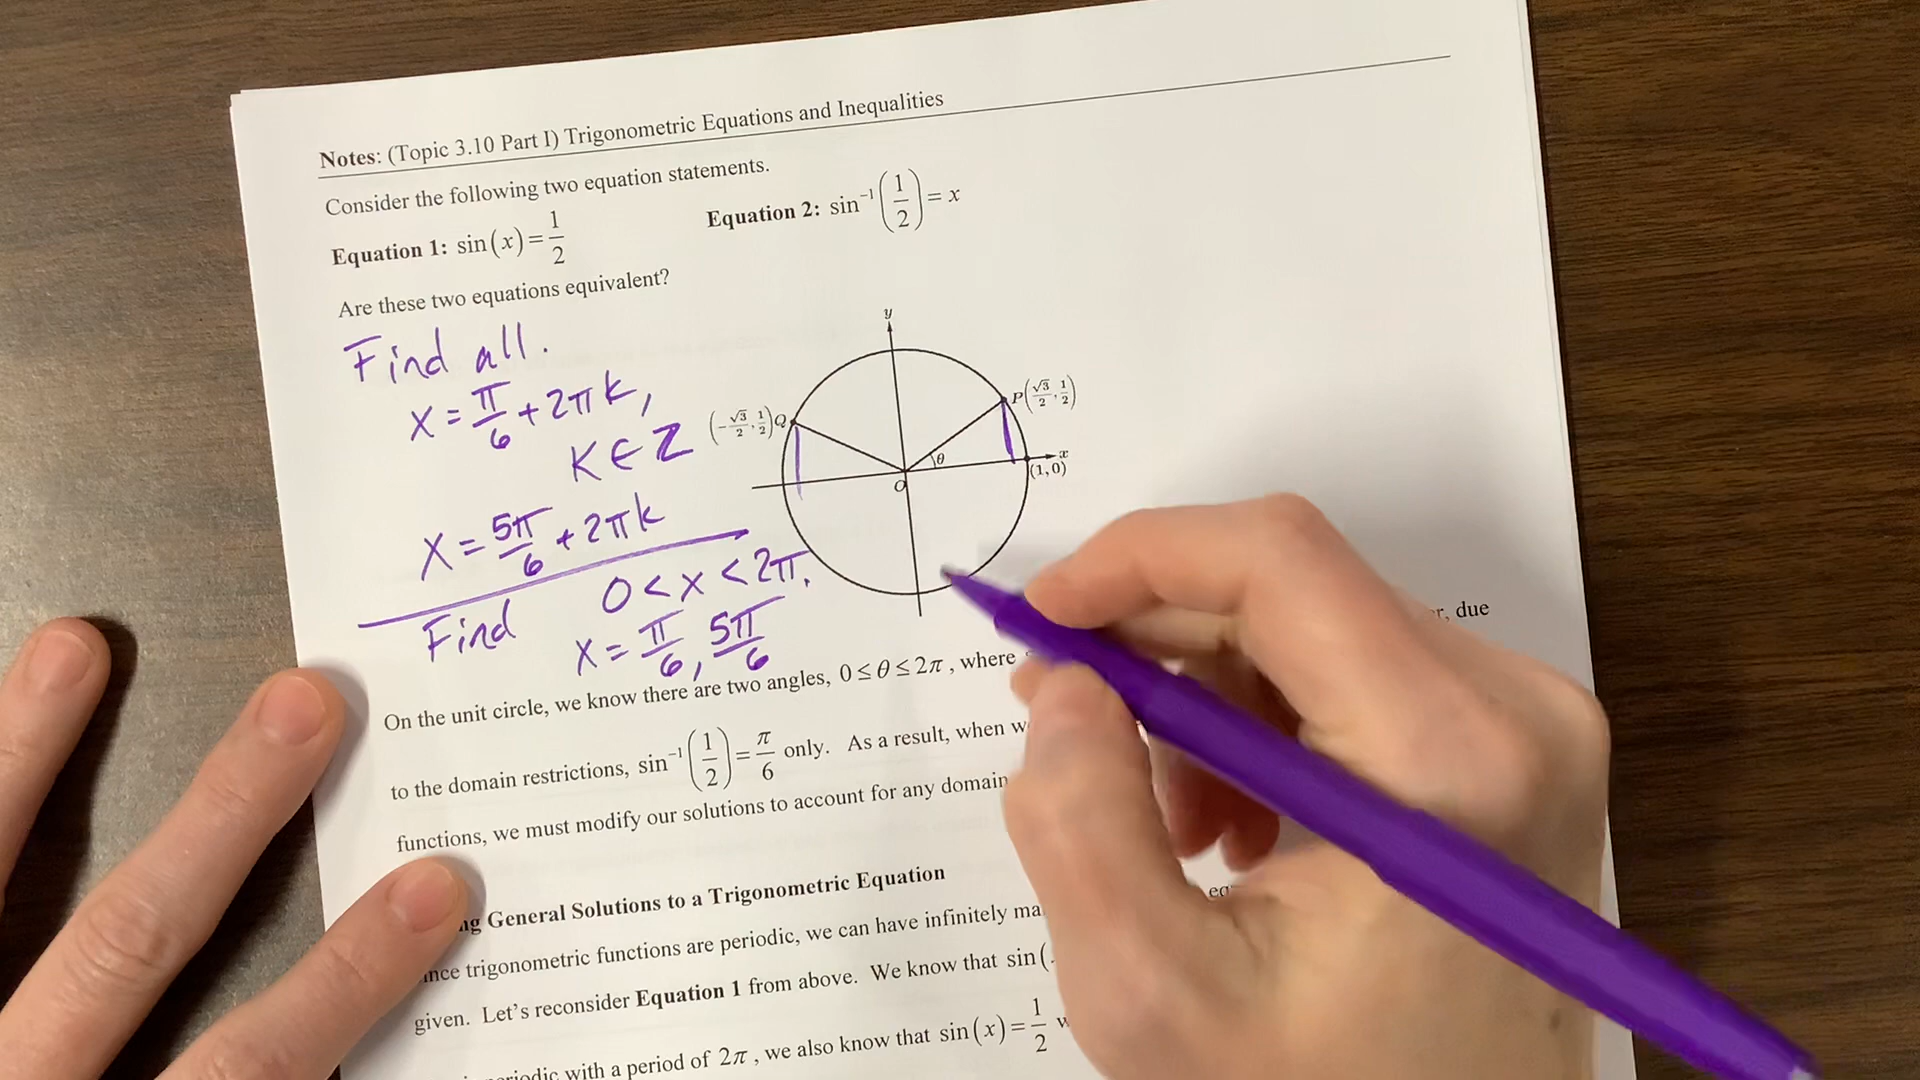 Notes: (Topic 3.10 Part I) Trigonometric Equations and Inequalities
Consider the following two equation statements.
Equation 1: sin(x) = 1/2
Equation 2: sin⁻¹(1/2) = x
Are these two equations equivalent?
Find all.
x = π/6 + 2πk,
K ∈ Z
x = 5π/6 + 2πk
Find 0 < x < 2π.
x = π/6, 5π/6
y
(-√3/2, 1/2) Q
P(√3/2, 1/2)
θ
x
O
(1, 0)
On the unit circle, we know there are two angles, 0 ≤ θ ≤ 2π, where
r, due
to the domain restrictions, sin⁻¹(1/2) = π/6 only. As a result, when w
functions, we must modify our solutions to account for any domain
ng General Solutions to a Trigonometric Equation
nce trigonometric functions are periodic, we can have infinitely ma
eq
given. Let's reconsider Equation 1 from above. We know that sin(
riodic with a period of 2π, we also know that sin(x) = 1/2 w